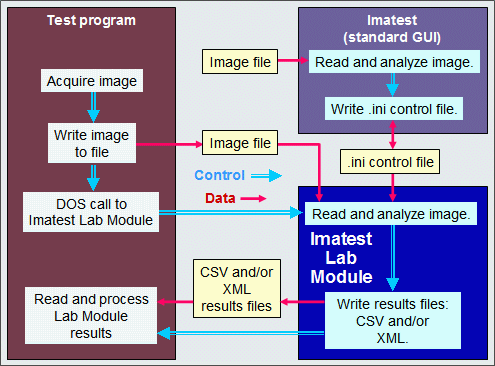 Test program
Acquire image
Write image
to file
DOS call to
Imatest Lab Module
Read and process
Lab Module
results
Image file
Image file
Control
Data
CSV and/or
XML
results files
Imatest
(standard GUI)
Read and analyze image.
Write .ini control file.
.ini control file
Read and analyze image.
Imatest
Lab
Module
Write results files:
CSV and/or
XML.